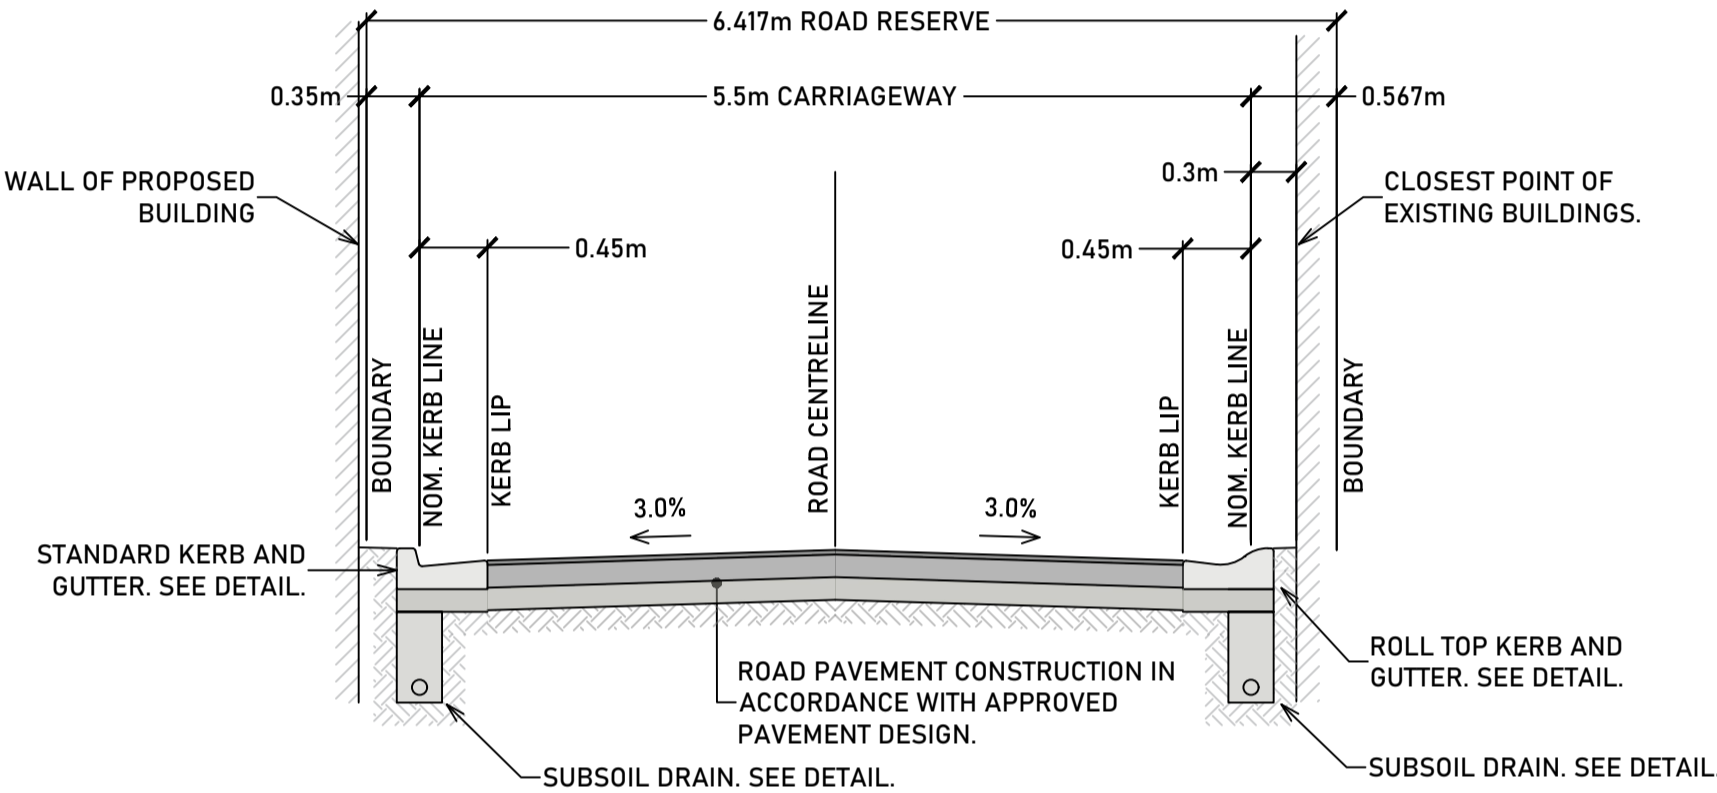 6.417m ROAD RESERVE
0.35m
5.5m CARRIAGEWAY
0.567m
0.3m
WALL OF PROPOSED
BUILDING
CLOSEST POINT OF
EXISTING BUILDINGS.
0.45m
0.45m
BOUNDARY
NOM. KERB LINE
KERB LIP
ROAD CENTRELINE
KERB LIP
NOM. KERB LINE
BOUNDARY
3.0%
3.0%
STANDARD KERB AND
GUTTER. SEE DETAIL.
ROLL TOP KERB AND
GUTTER. SEE DETAIL.
ROAD PAVEMENT CONSTRUCTION IN
ACCORDANCE WITH APPROVED
PAVEMENT DESIGN.
SUBSOIL DRAIN. SEE DETAIL.
SUBSOIL DRAIN. SEE DETAIL.